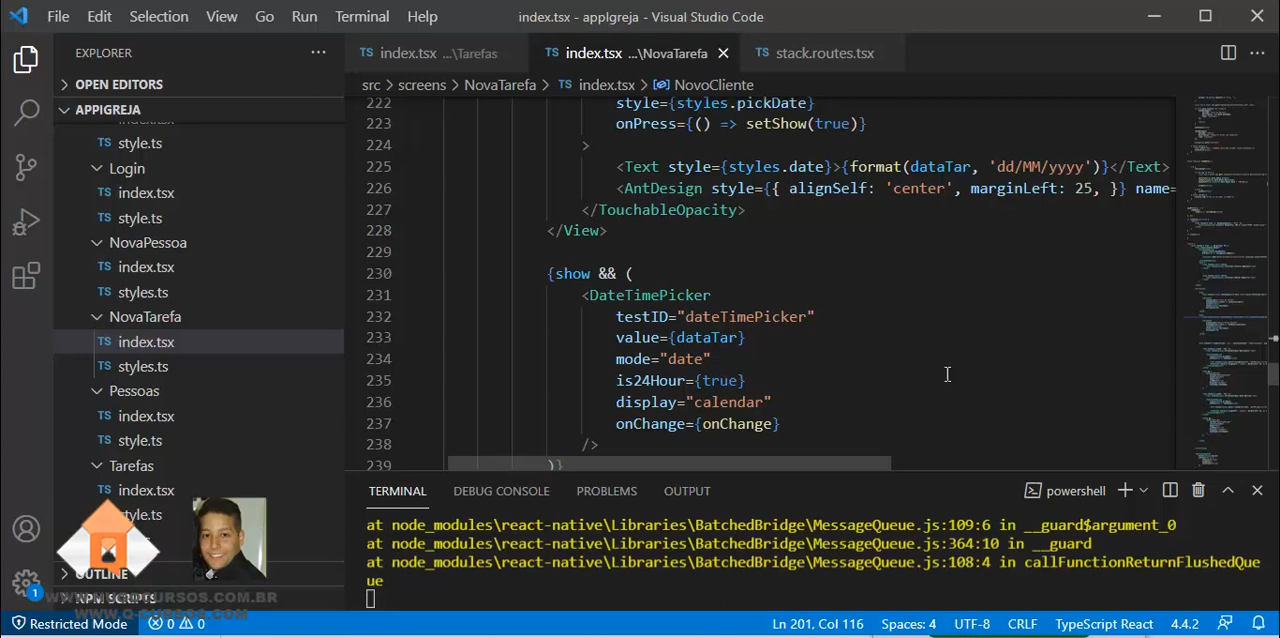 File Edit Selection View Go Run Terminal Help index.tsx - appIgreja - Visual Studio Code
EXPLORER
index.tsx ...\Tarefas index.tsx ...\NovaTarefa stack.routes.tsx
OPEN EDITORS
src > screens > NovaTarefa > index.tsx > NovoCliente
APPIGREJA
style.ts
Login
index.tsx
style.ts
NovaPessoa
index.tsx
styles.ts
NovaTarefa
index.tsx
styles.ts
Pessoas
index.tsx
style.ts
Tarefas
index.tsx
OUTLINE
NPM SCRIPTS
222 style={styles.pickDate}
223 onPress={() => setShow(true)}
224 >
225 <Text style={styles.date}>{format(dataTar, 'dd/MM/yyyy')}</Text>
226 <AntDesign style={{ alignSelf: 'center', marginLeft: 25, }} name=
227 </TouchableOpacity>
228 </View>
229
230 {show && (
231 <DateTimePicker
232 testID="dateTimePicker"
233 value={dataTar}
234 mode="date"
235 is24Hour={true}
236 display="calendar"
237 onChange={onChange}
238 />
239 )}
TERMINAL DEBUG CONSOLE PROBLEMS OUTPUT powershell
at node_modules\react-native\Libraries\BatchedBridge\MessageQueue.js:109:6 in __guard$argument_0
at node_modules\react-native\Libraries\BatchedBridge\MessageQueue.js:364:10 in __guard
at node_modules\react-native\Libraries\BatchedBridge\MessageQueue.js:108:4 in callFunctionReturnFlushedQue
ue
1
WWW.Q-CURSOS.COM.BR
Restricted Mode 0 0 Ln 201, Col 116 Spaces: 4 UTF-8 CRLF TypeScript React 4.4.2